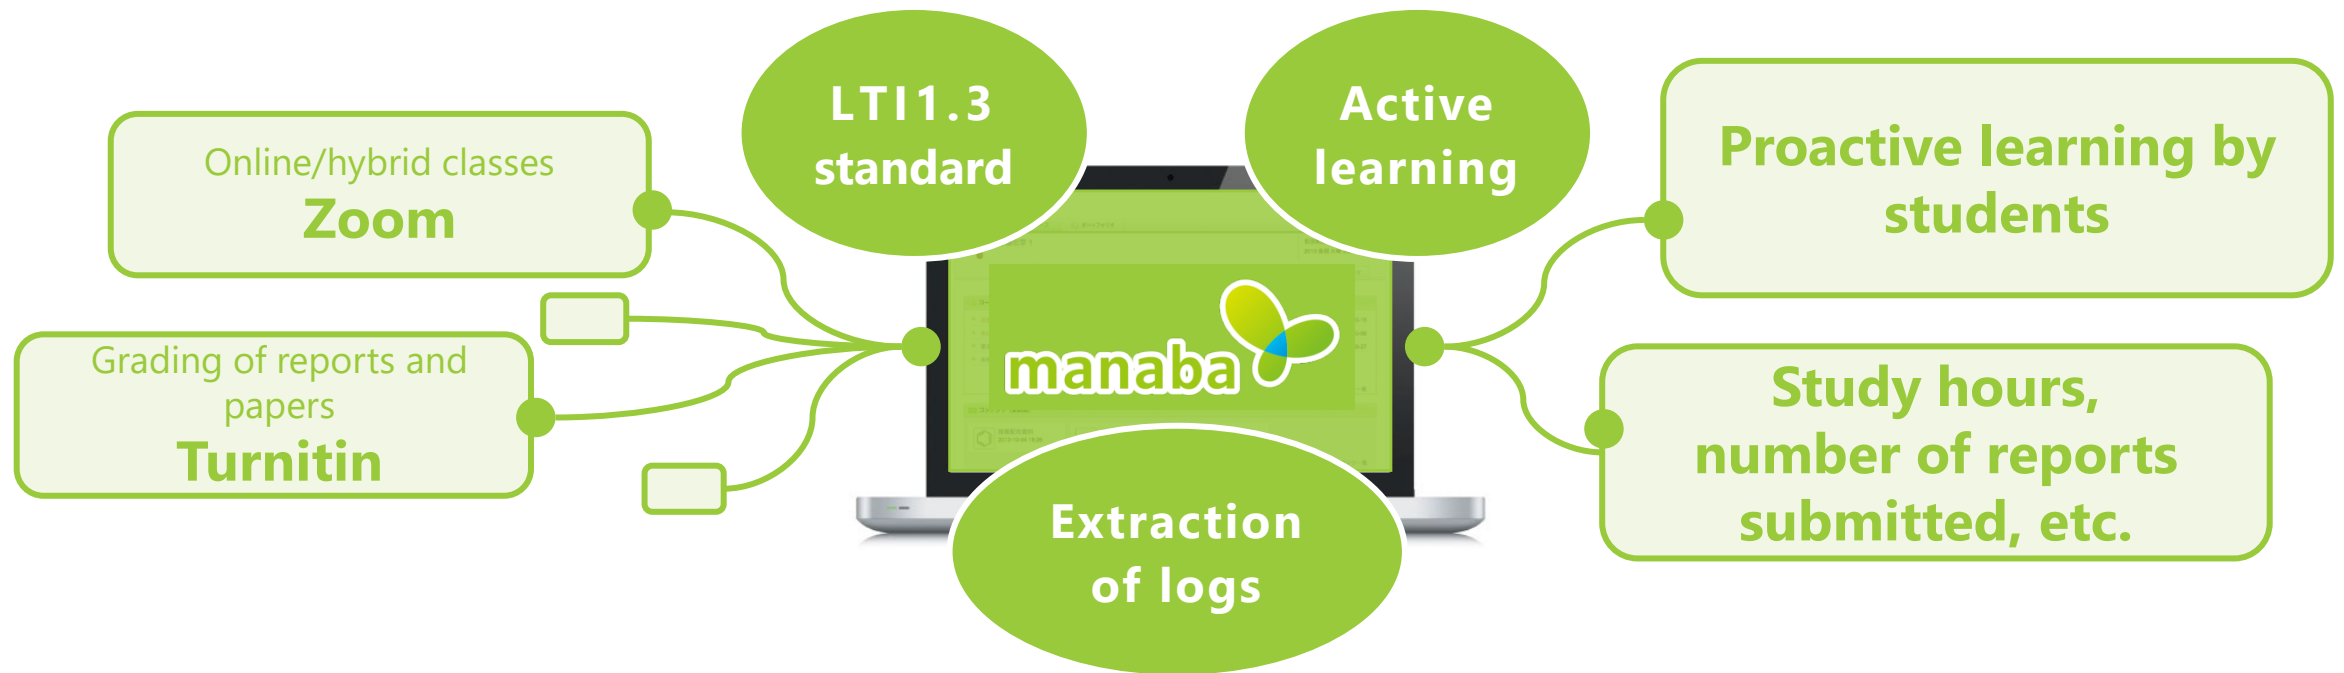 LTI1.3
standard
Active
learning
Online/hybrid classes
Zoom
Grading of reports and
papers
Turnitin
manaba
Proactive learning by
students
Study hours,
number of reports
submitted, etc.
Extraction
of logs